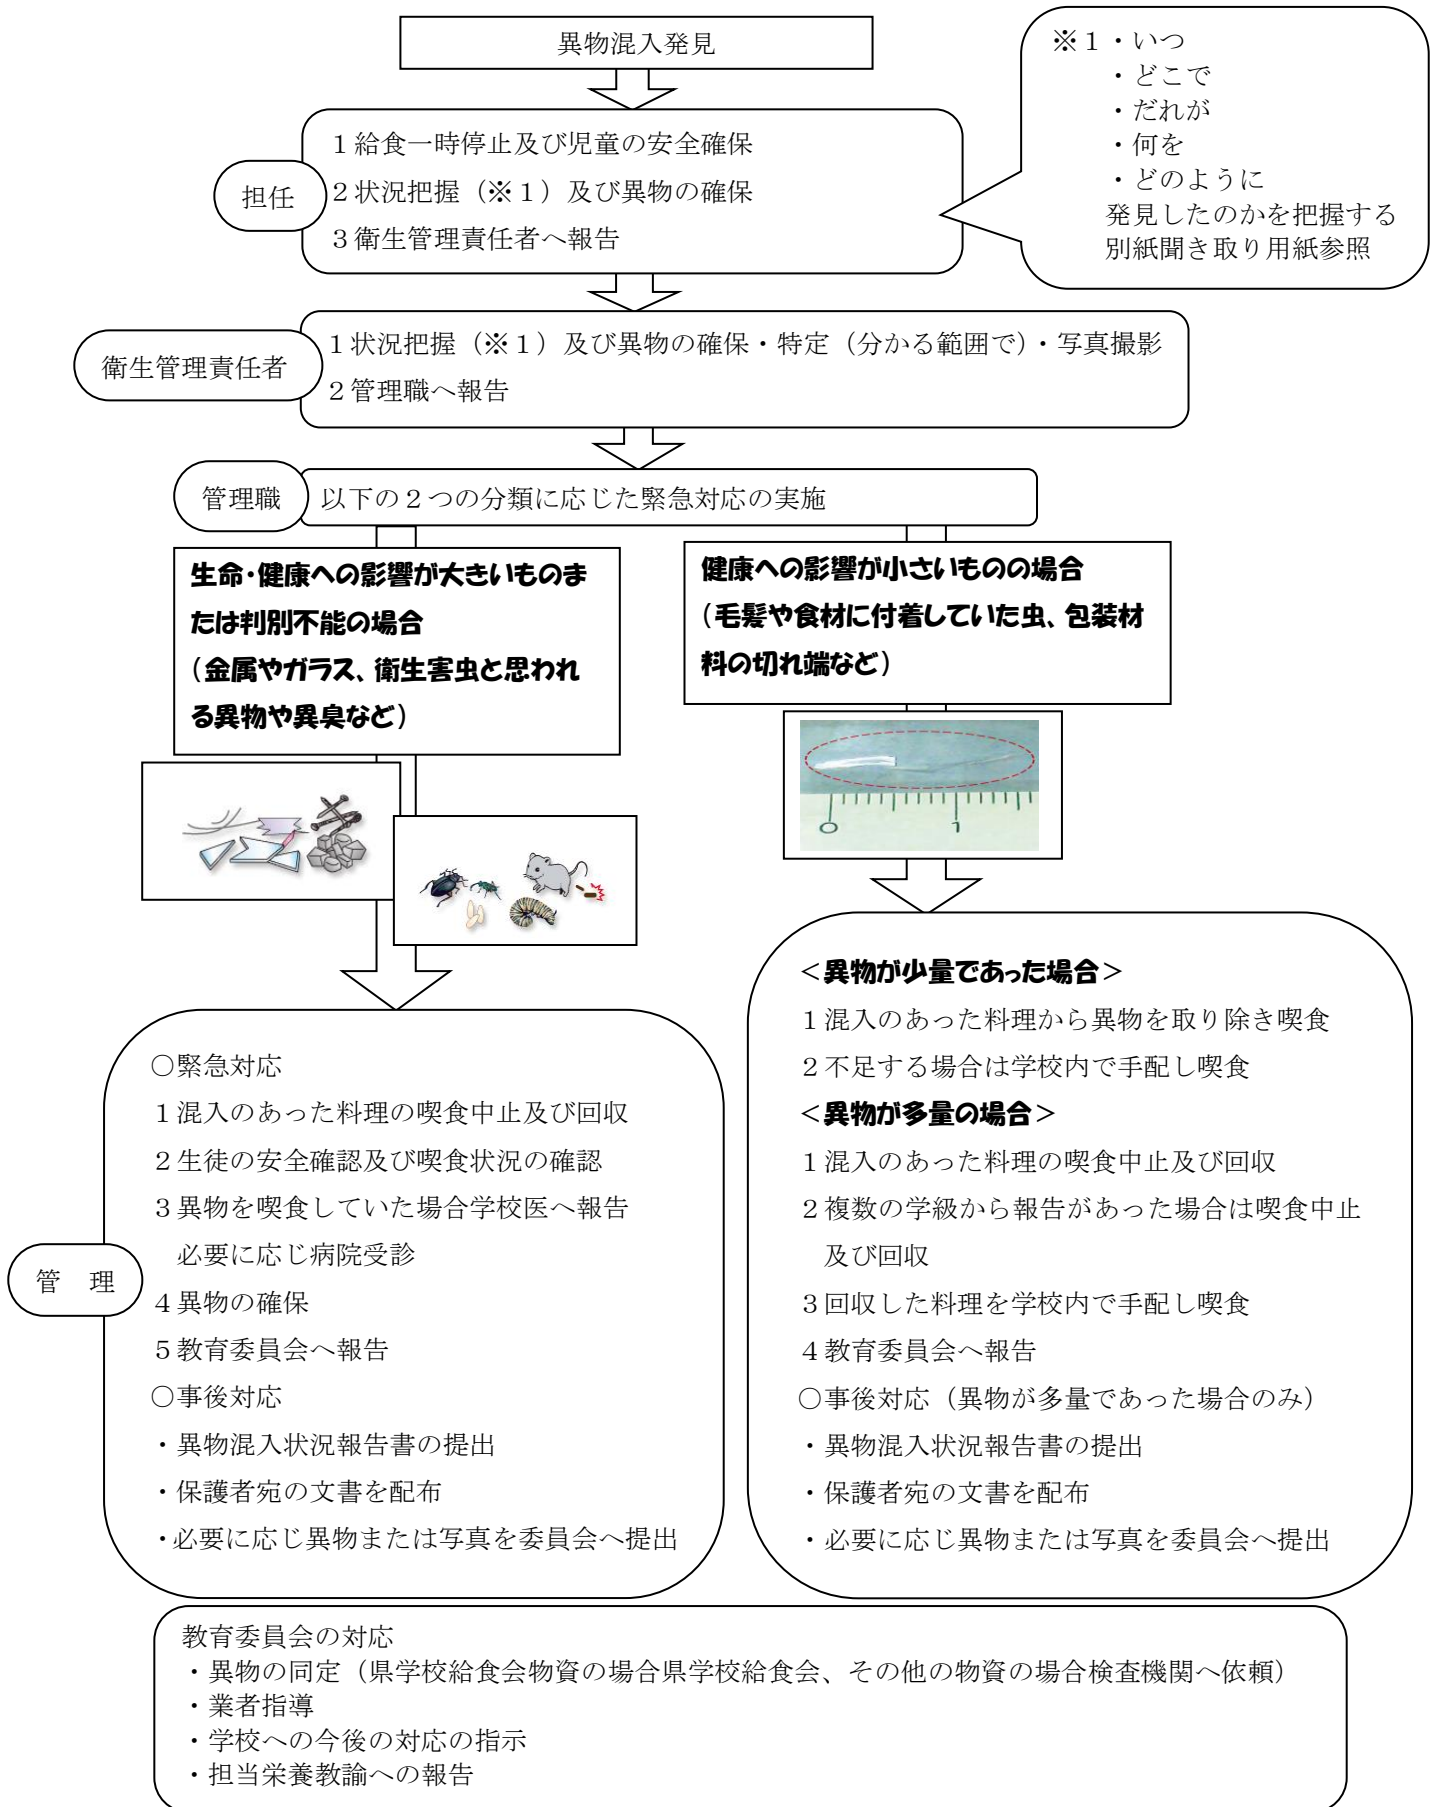 異物混入発見
※１・いつ
・どこで
・だれが
・何を
・どのように
発見したのかを把握する
別紙聞き取り用紙参照
担任
１給食一時停止及び児童の安全確保
２状況把握（※１）及び異物の確保
３衛生管理責任者へ報告
衛生管理責任者
１状況把握（※１）及び異物の確保・特定（分かる範囲で）・写真撮影
２管理職へ報告
管理職
以下の２つの分類に応じた緊急対応の実施
生命・健康への影響が大きいものま
たは判別不能の場合
（金属やガラス、衛生害虫と思われ
る異物や異臭など）
健康への影響が小さいものの場合
（毛髪や食材に付着していた虫、包装材
料の切れ端など）
0 1
管　理
○緊急対応
１混入のあった料理の喫食中止及び回収
２生徒の安全確認及び喫食状況の確認
３異物を喫食していた場合学校医へ報告
必要に応じ病院受診
４異物の確保
５教育委員会へ報告
○事後対応
・異物混入状況報告書の提出
・保護者宛の文書を配布
・必要に応じ異物または写真を委員会へ提出
＜異物が少量であった場合＞
１混入のあった料理から異物を取り除き喫食
２不足する場合は学校内で手配し喫食
＜異物が多量の場合＞
１混入のあった料理の喫食中止及び回収
２複数の学級から報告があった場合は喫食中止
及び回収
３回収した料理を学校内で手配し喫食
４教育委員会へ報告
○事後対応（異物が多量であった場合のみ）
・異物混入状況報告書の提出
・保護者宛の文書を配布
・必要に応じ異物または写真を委員会へ提出
教育委員会の対応
・異物の同定（県学校給食会物資の場合県学校給食会、その他の物資の場合検査機関へ依頼）
・業者指導
・学校への今後の対応の指示
・担当栄養教諭への報告